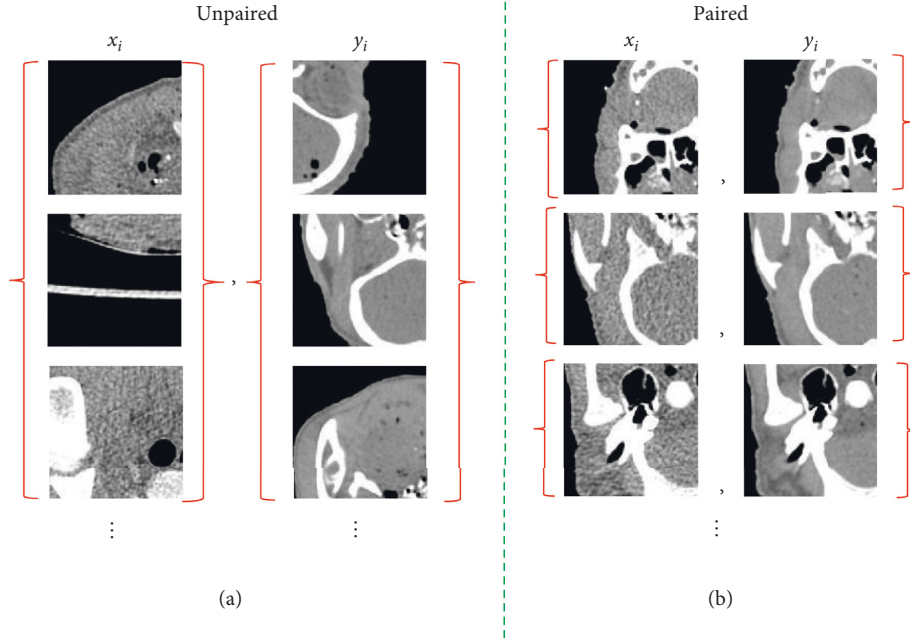 Unpaired
Paired
x_i
y_i
x_i
y_i
,
,
,
,
⋮
⋮
⋮
(a)
(b)